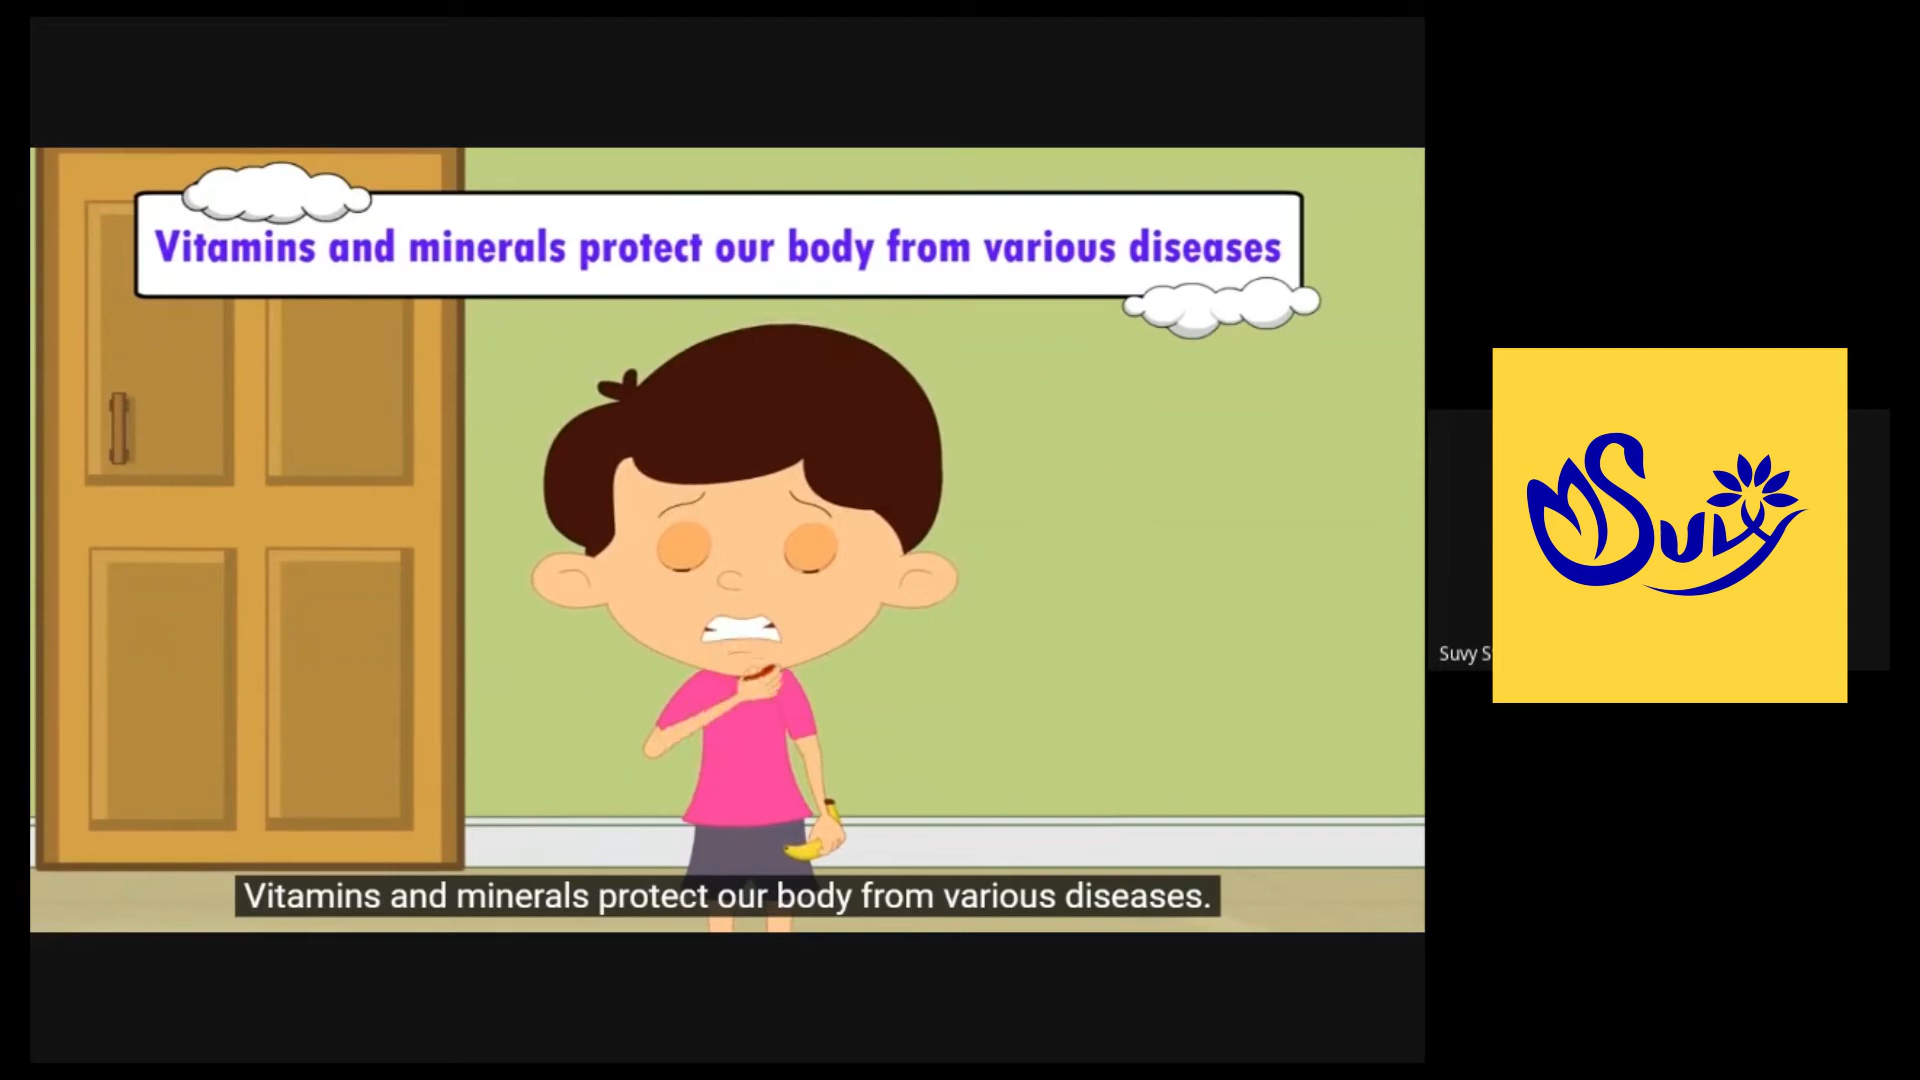 Vitamins and minerals protect our body from various diseases
Vitamins and minerals protect our body from various diseases.
Suvy
Suvy